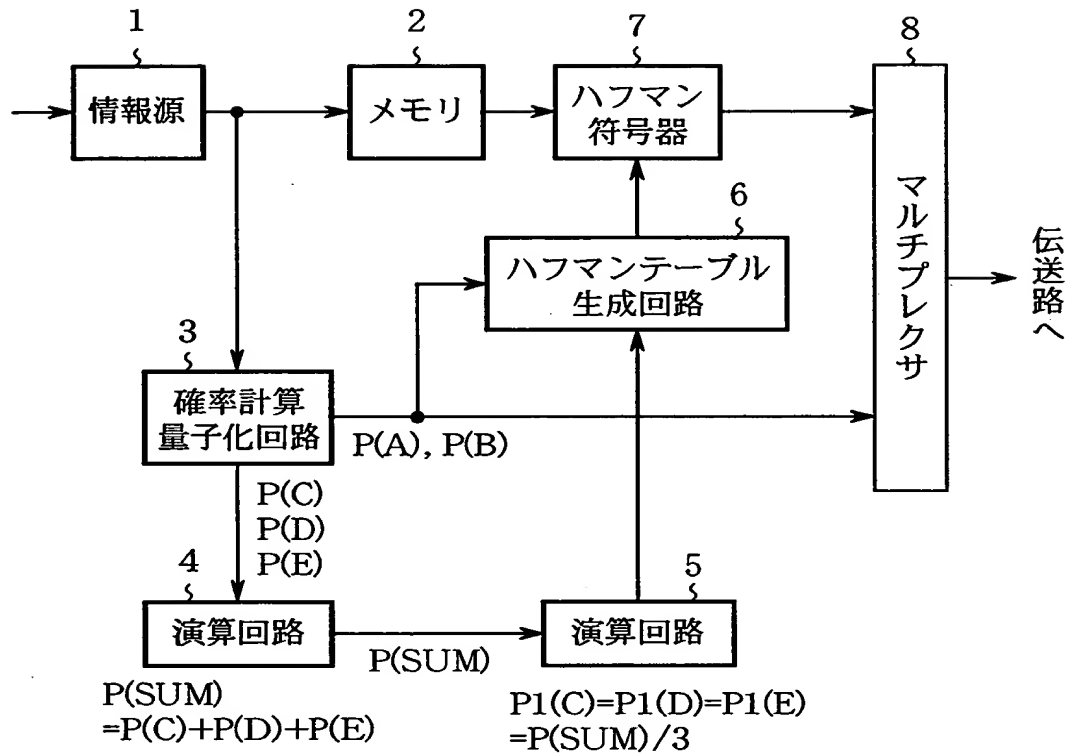 1
情報源
2
メモリ
7
ハフマン
符号器
8
マルチプレクサ
伝送路へ
6
ハフマンテーブル
生成回路
3
確率計算
量子化回路
P(A), P(B)
P(C)
P(D)
P(E)
4
演算回路
P(SUM)
5
演算回路
P(SUM)
=P(C)+P(D)+P(E)
P1(C)=P1(D)=P1(E)
=P(SUM)/3